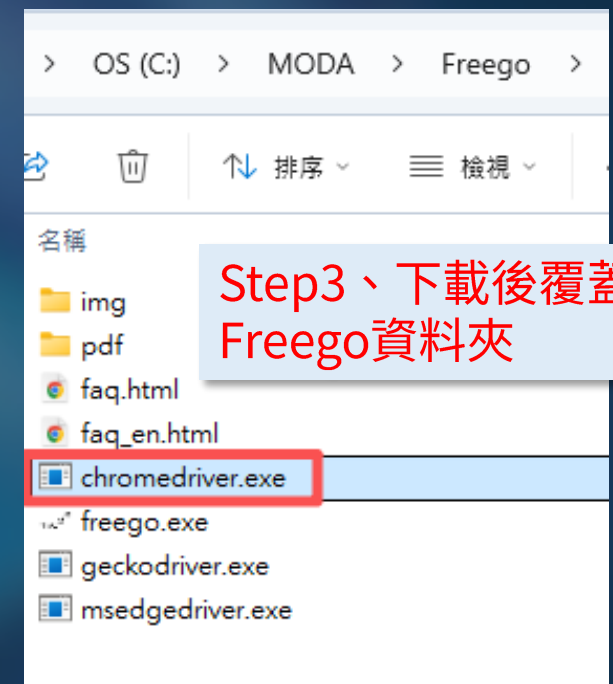 > OS (C:) > MODA > Freego >
排序 檢視
名稱
Step3、下載後覆蓋
Freego資料夾
img
pdf
faq.html
faq_en.html
chromedriver.exe
freego.exe
geckodriver.exe
msedgedriver.exe